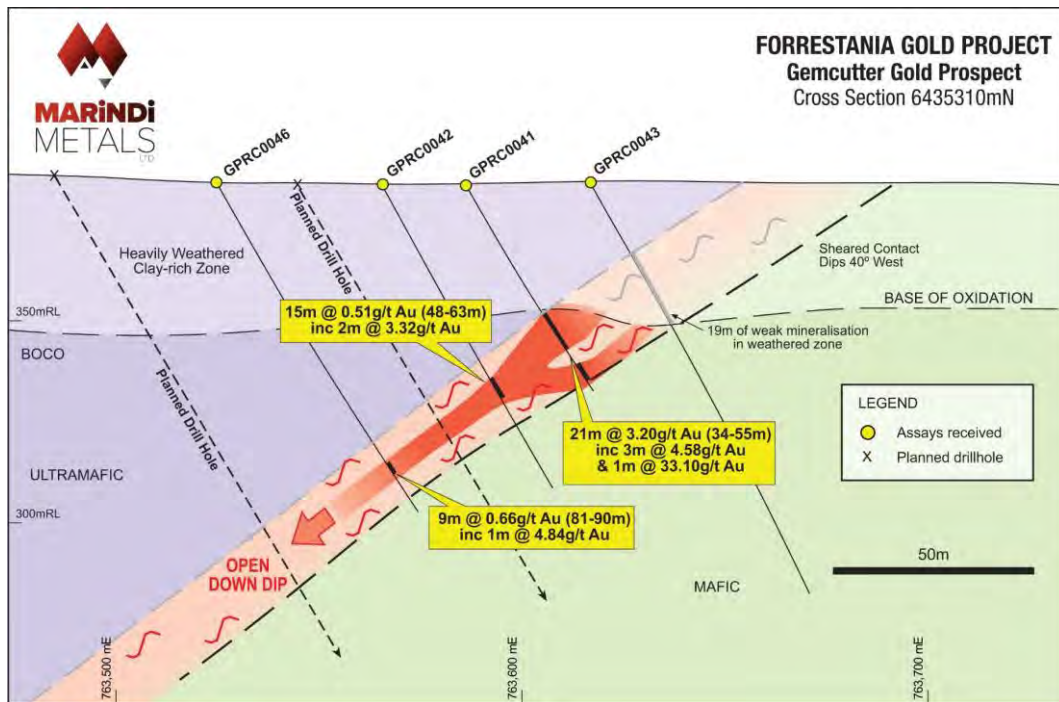 MARiNDi
METALS
LTD
FORRESTANIA GOLD PROJECT
Gemcutter Gold Prospect
Cross Section 6435310mN
GPRC0046
GPRC0042
GPRC0041
GPRC0043
Planned Drill Hole
Heavily Weathered
Clay-rich Zone
Sheared Contact
Dips 40º West
350mRL
BASE OF OXIDATION
15m @ 0.51g/t Au (48-63m)
inc 2m @ 3.32g/t Au
19m of weak mineralisation
in weathered zone
BOCO
Planned Drill Hole
LEGEND
Assays received
X Planned drillhole
21m @ 3.20g/t Au (34-55m)
inc 3m @ 4.58g/t Au
& 1m @ 33.10g/t Au
ULTRAMAFIC
300mRL
9m @ 0.66g/t Au (81-90m)
inc 1m @ 4.84g/t Au
50m
OPEN
DOWN DIP
MAFIC
763,500 mE
763,600 mE
763,700 mE